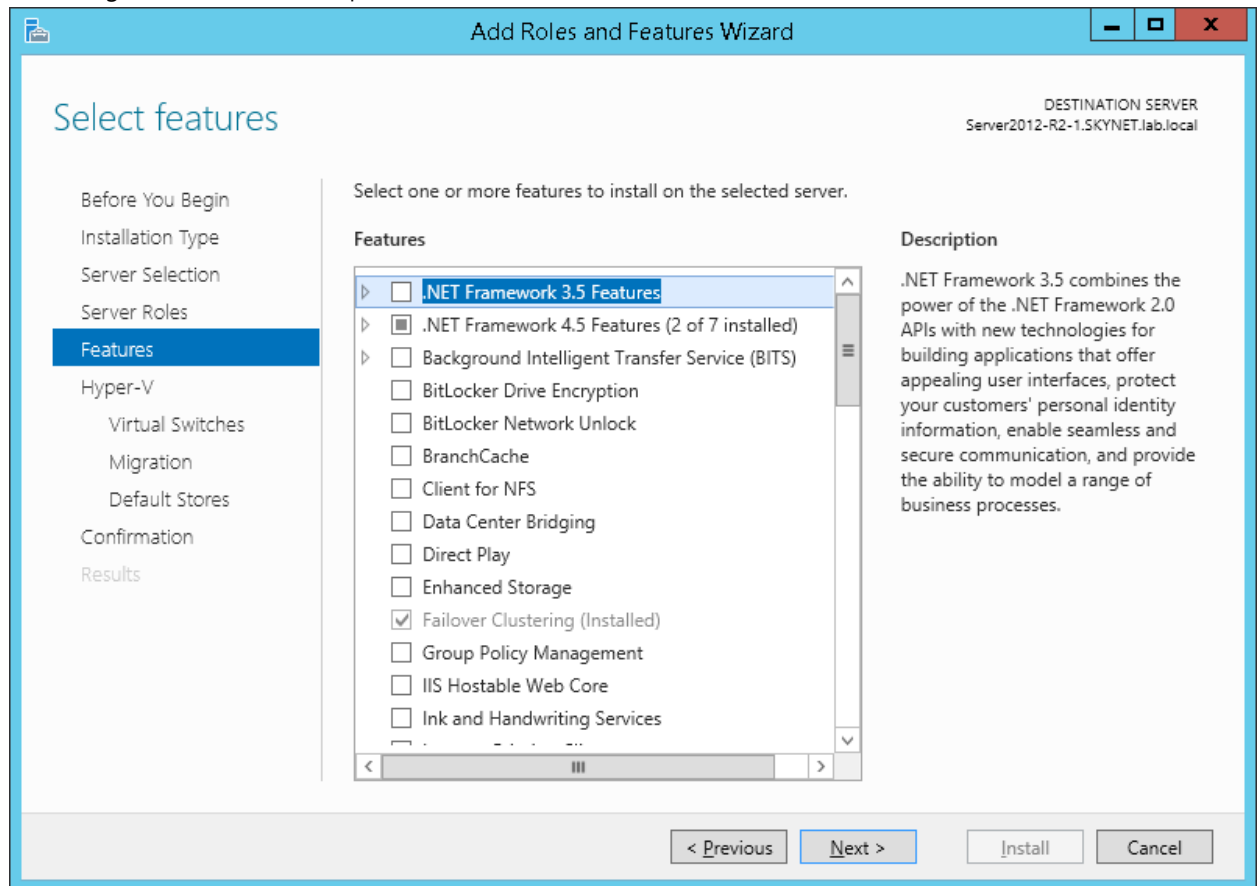 Add Roles and Features Wizard
Select features
DESTINATION SERVER
Server2012-R2-1.SKYNET.lab.local
Before You Begin
Installation Type
Server Selection
Server Roles
Features
Hyper-V
Virtual Switches
Migration
Default Stores
Confirmation
Results
Select one or more features to install on the selected server.
Features
.NET Framework 3.5 Features
.NET Framework 4.5 Features (2 of 7 installed)
Background Intelligent Transfer Service (BITS)
BitLocker Drive Encryption
BitLocker Network Unlock
BranchCache
Client for NFS
Data Center Bridging
Direct Play
Enhanced Storage
Failover Clustering (Installed)
Group Policy Management
IIS Hostable Web Core
Ink and Handwriting Services
Description
.NET Framework 3.5 combines the
power of the .NET Framework 2.0
APIs with new technologies for
building applications that offer
appealing user interfaces, protect
your customers' personal identity
information, enable seamless and
secure communication, and provide
the ability to model a range of
business processes.
< Previous
Next >
Install
Cancel